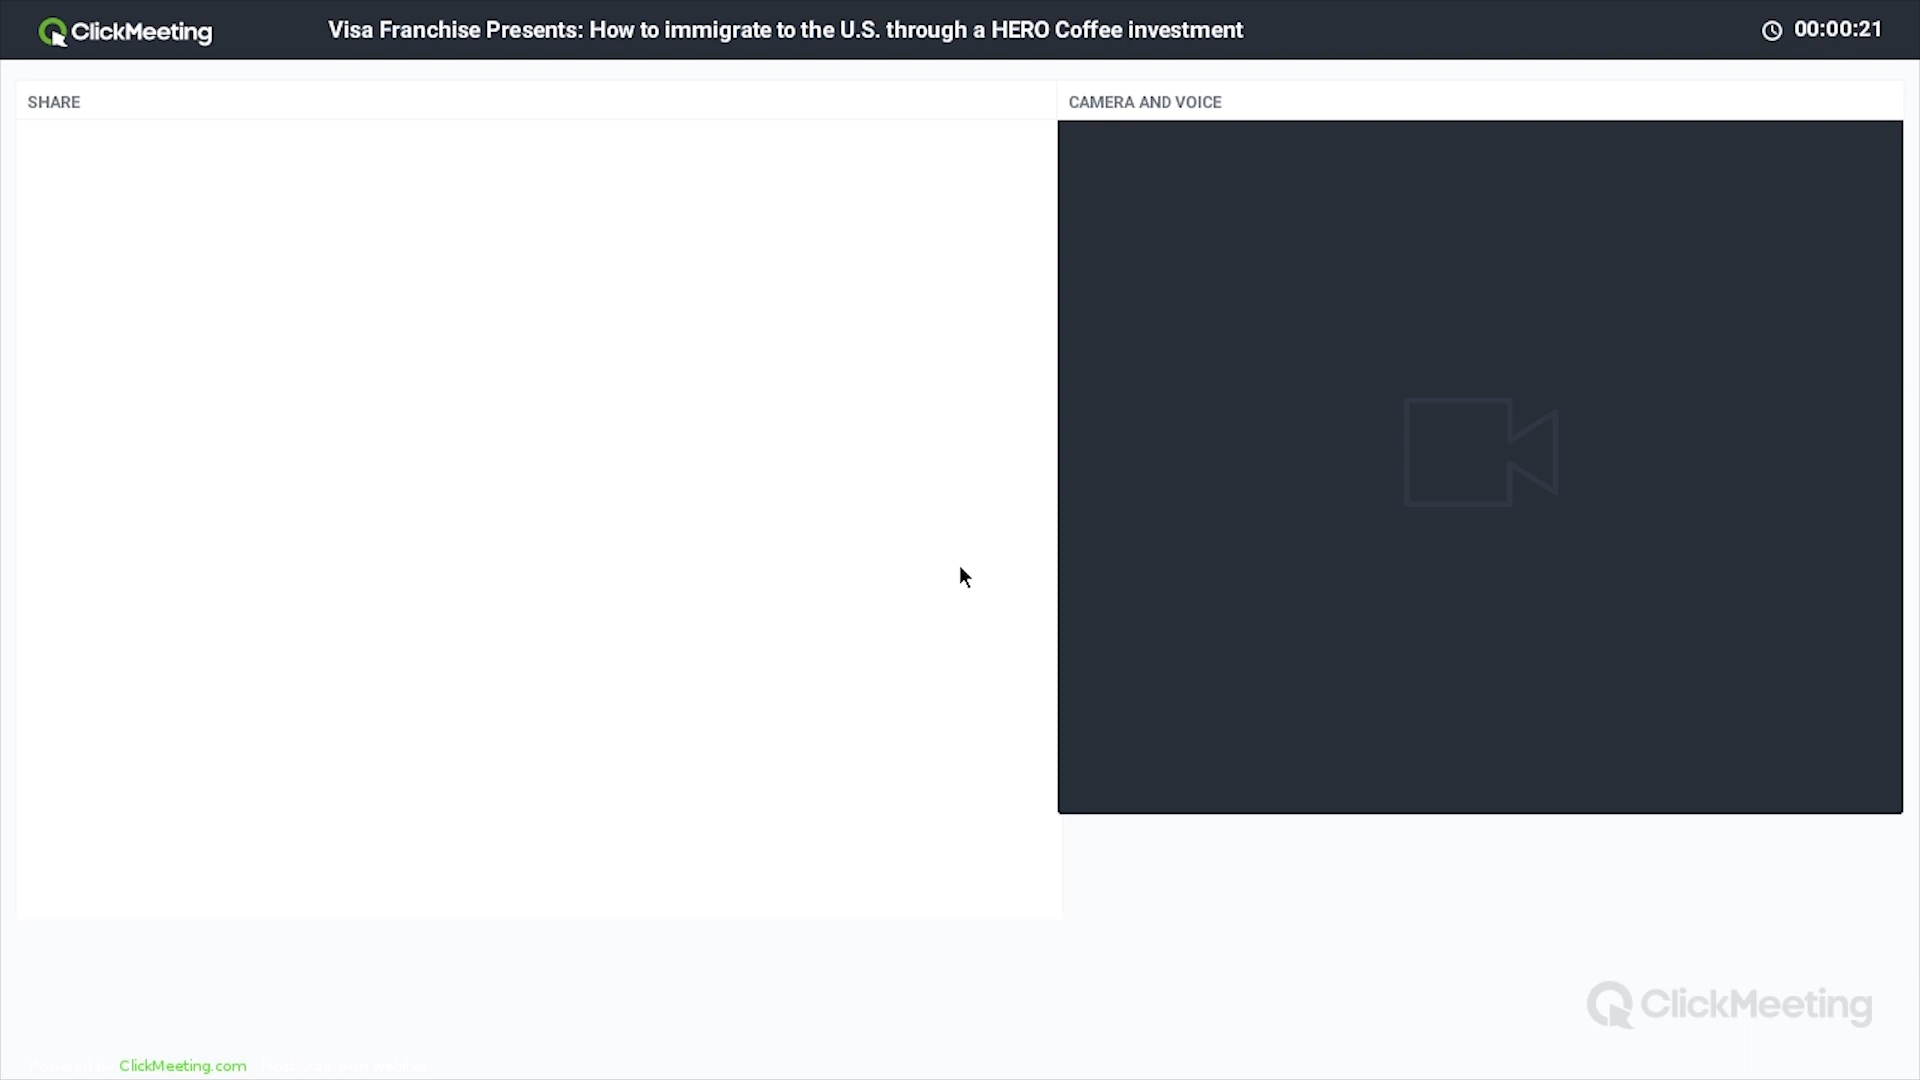 ClickMeeting
Visa Franchise Presents: How to immigrate to the U.S. through a HERO Coffee investment
00:00:21
SHARE
CAMERA AND VOICE
ClickMeeting
ClickMeeting.com